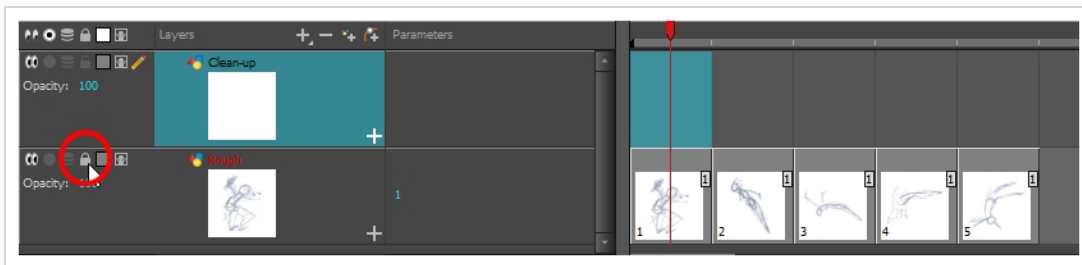 Layers Parameters
Clean-up
Opacity: 100
Rough
Opacity:
1
1 1 1 1 1
1 2 3 4 5